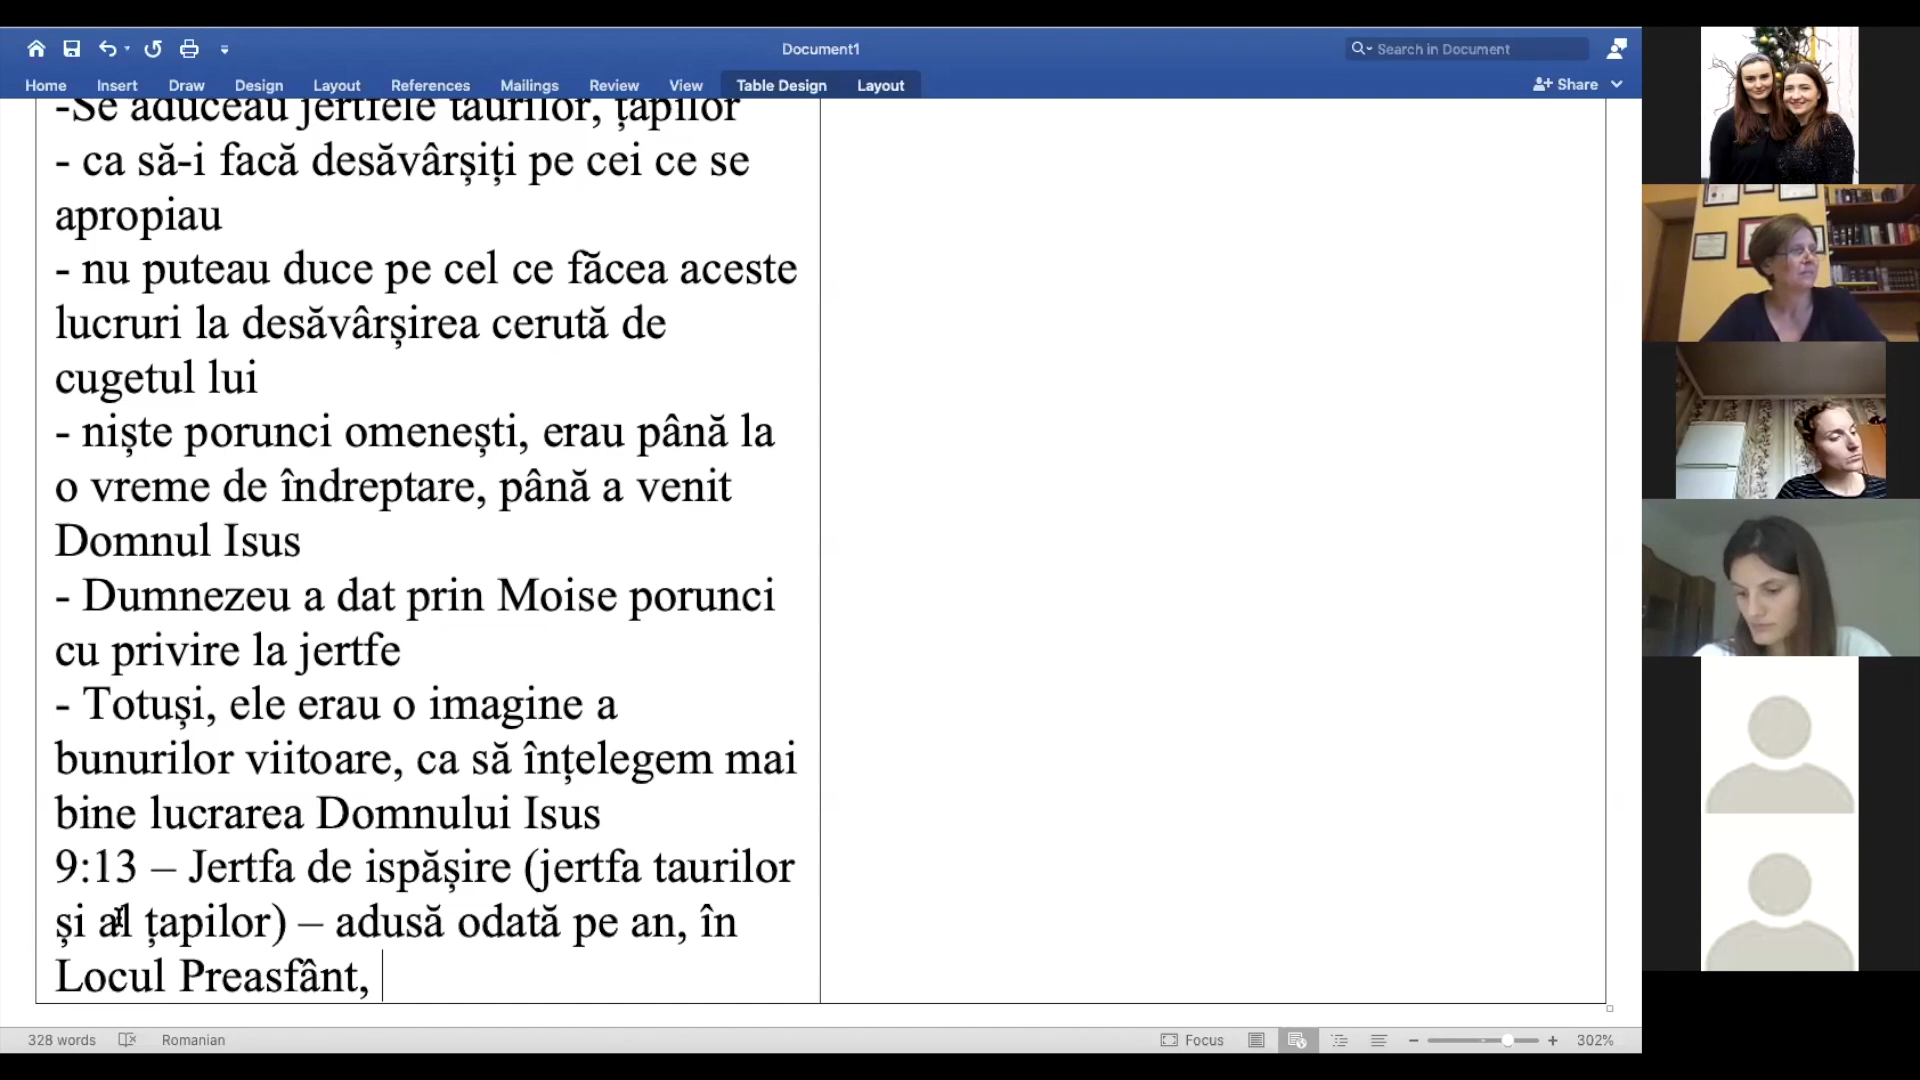 Document1
Search in Document
Home Insert Draw Design Layout References Mailings Review View Table Design Layout Share
-Se aduceau jertfele taurilor, țapilor
- ca să-i facă desăvârșiți pe cei ce se
apropiau
- nu puteau duce pe cel ce făcea aceste
lucruri la desăvârșirea cerută de
cugetul lui
- niște porunci omenești, erau până la
o vreme de îndreptare, până a venit
Domnul Isus
- Dumnezeu a dat prin Moise porunci
cu privire la jertfe
- Totuși, ele erau o imagine a
bunurilor viitoare, ca să înțelegem mai
bine lucrarea Domnului Isus
9:13 – Jertfa de ispășire (jertfa taurilor
și al țapilor) – adusă odată pe an, în
Locul Preasfânt,
328 words Romanian Focus 302%